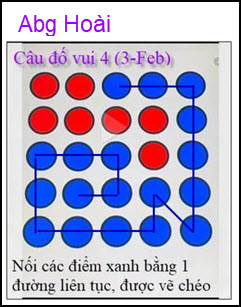 Abg Hoài
Câu đố vui 4 (3-Feb)
Nối các điểm xanh bằng 1
đường liên tục, được vẽ chéo